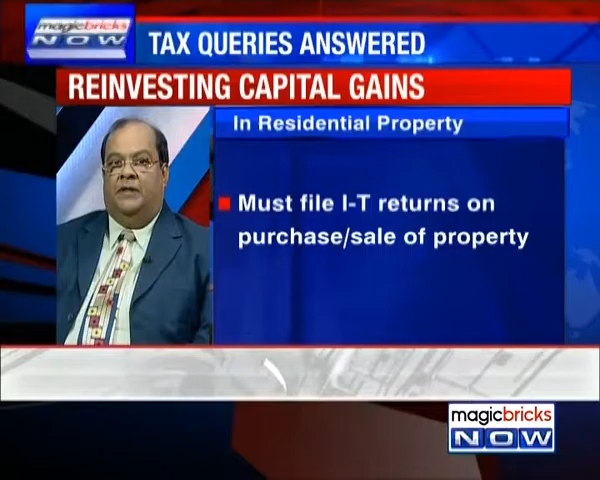 magicbricks
NOW
TAX QUERIES ANSWERED
REINVESTING CAPITAL GAINS
In Residential Property
Must file I-T returns on
purchase/sale of property
magicbricks
NOW